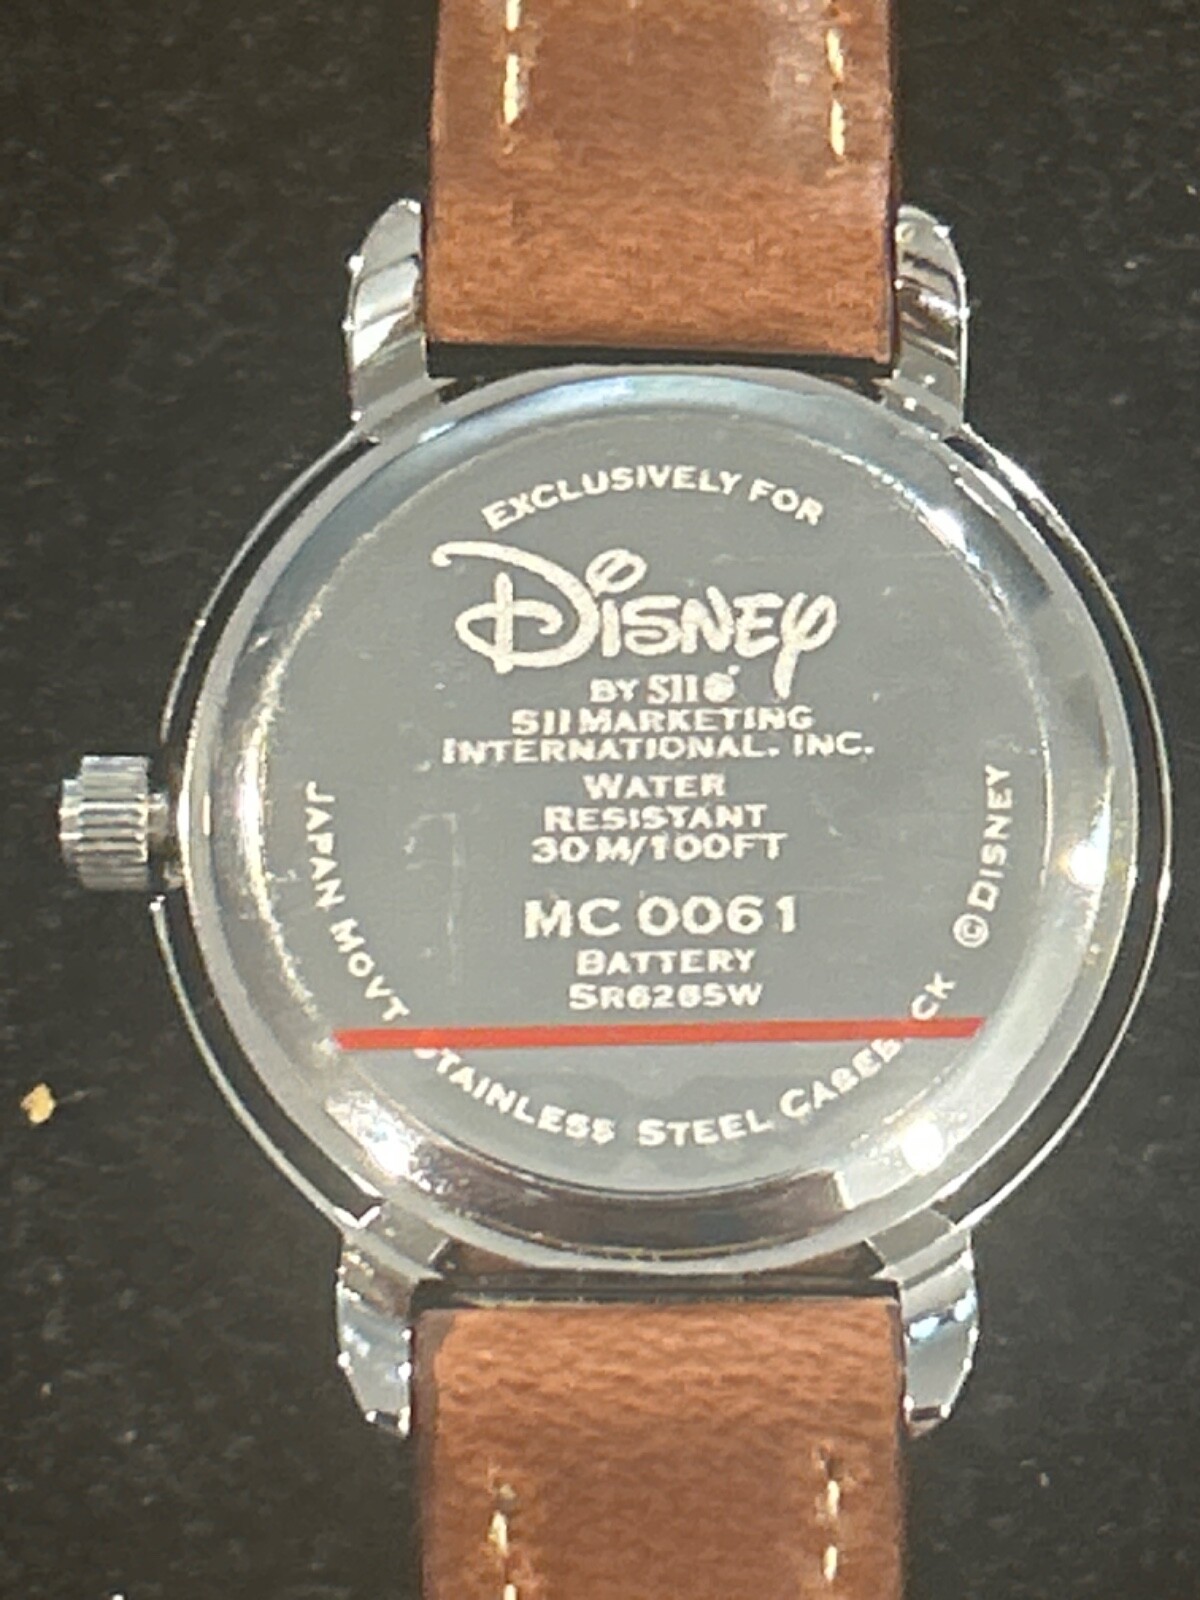 EXCLUSIVELY FOR
DISNEY
BY SII
SII MARKETING
INTERNATIONAL, INC.
WATER
RESISTANT
30M/100FT
MC 0061
BATTERY
SR626SW
JAPAN MOVT
STAINLESS STEEL CASEBACK
©DISNEY